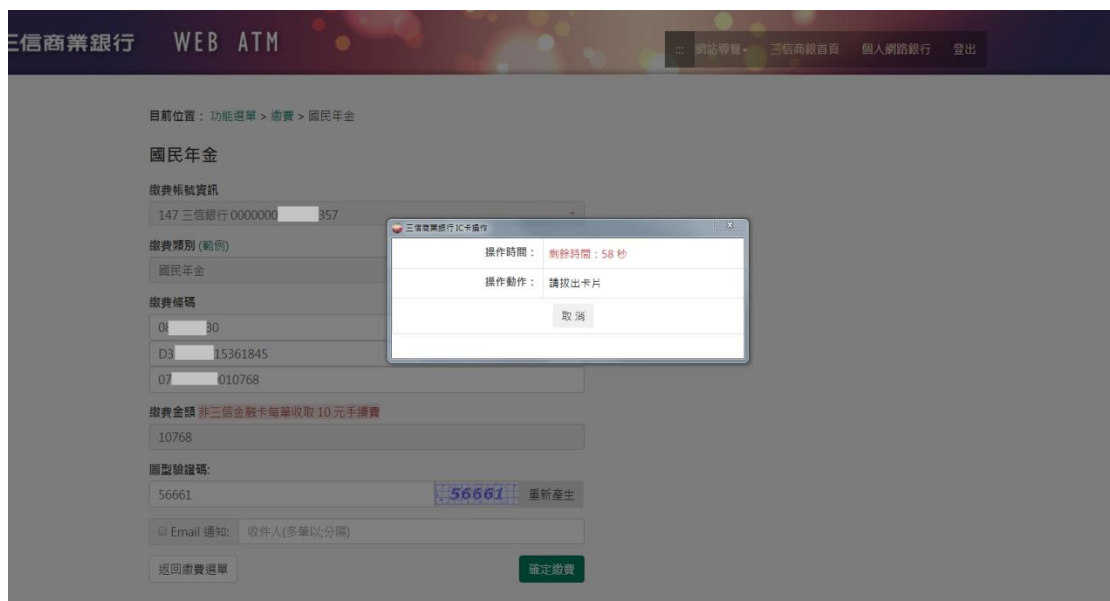 三信商業銀行 WEB ATM
::: 網站導覽 三信商銀首頁 個人網路銀行 登出
目前位置： 功能選單 > 繳費 > 國民年金
國民年金
繳費帳號資訊
147 三信銀行 0000000 357
三信商業銀行IC卡操作
操作時間： 剩餘時間：58 秒
操作動作： 請拔出卡片
取 消
繳費類別 (範例)
國民年金
繳費條碼
08 30
D3 15361845
07 010768
繳費金額 非三信金融卡每筆收取 10 元手續費
10768
圖型驗證碼:
56661 56661 重新產生
Email 通知: 收件人(多筆以;分隔)
返回繳費選單 確定繳費